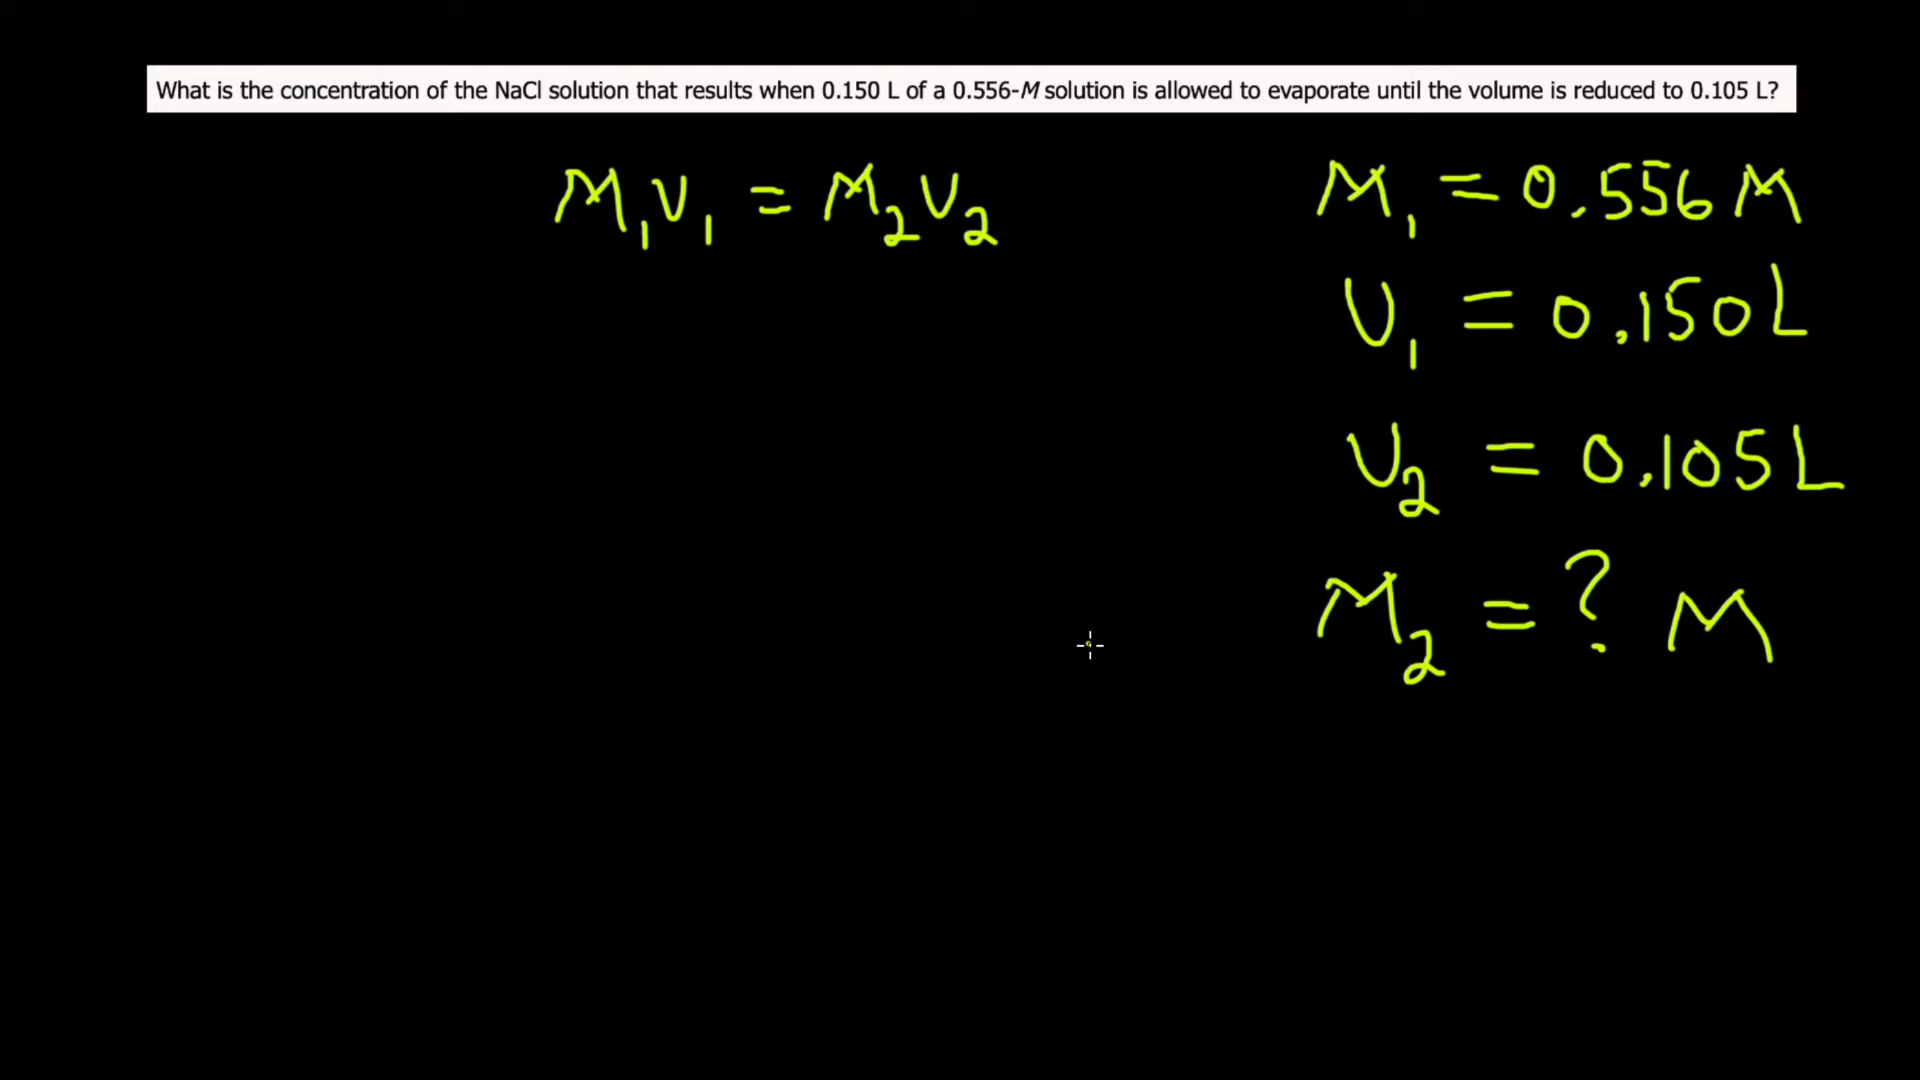 What is the concentration of the NaCl solution that results when 0.150 L of a 0.556-M solution is allowed to evaporate until the volume is reduced to 0.105 L?
M₁V₁ = M₂V₂
M₁ = 0.556 M
V₁ = 0.150 L
V₂ = 0.105 L
M₂ = ? M